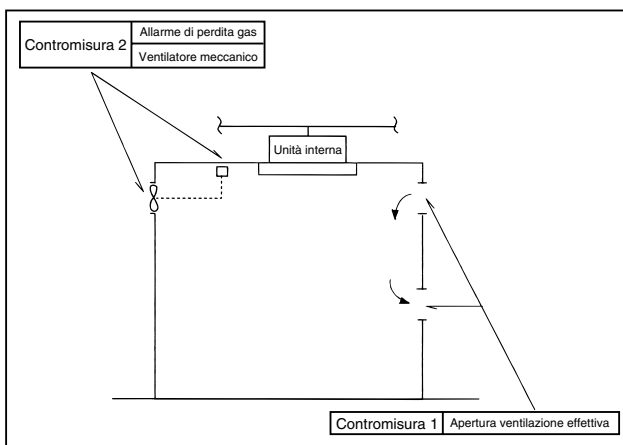 Contromisura 2
Allarme di perdita gas
Ventilatore meccanico
Unità interna
Contromisura 1
Apertura ventilazione effettiva